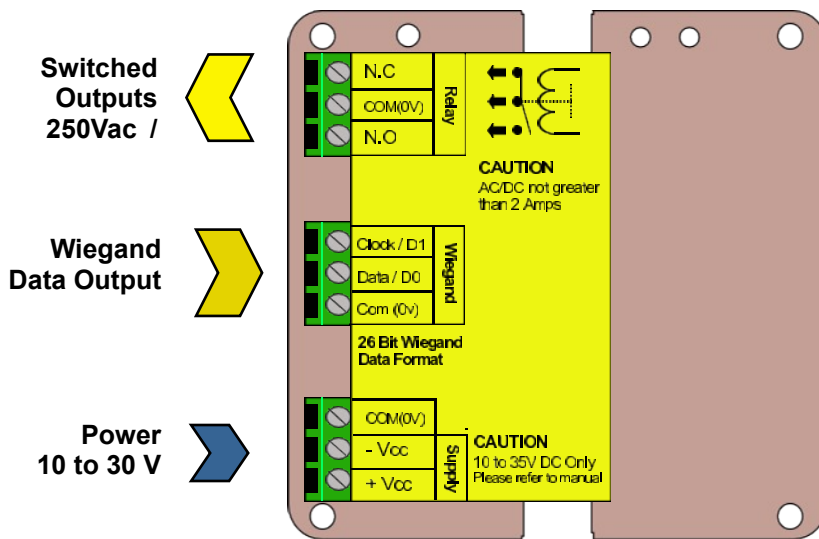 Switched
Outputs
250Vac /
N.C
COM(0V)
N.O
Relay
CAUTION
AC/DC not greater
than 2 Amps
Wiegand
Data Output
Clock / D1
Data / D0
Com (0v)
Wiegand
26 Bit Wiegand
Data Format
Power
10 to 30 V
COM(0V)
- Vcc
+ Vcc
Supply
CAUTION
10 to 35V DC Only
Please refer to manual